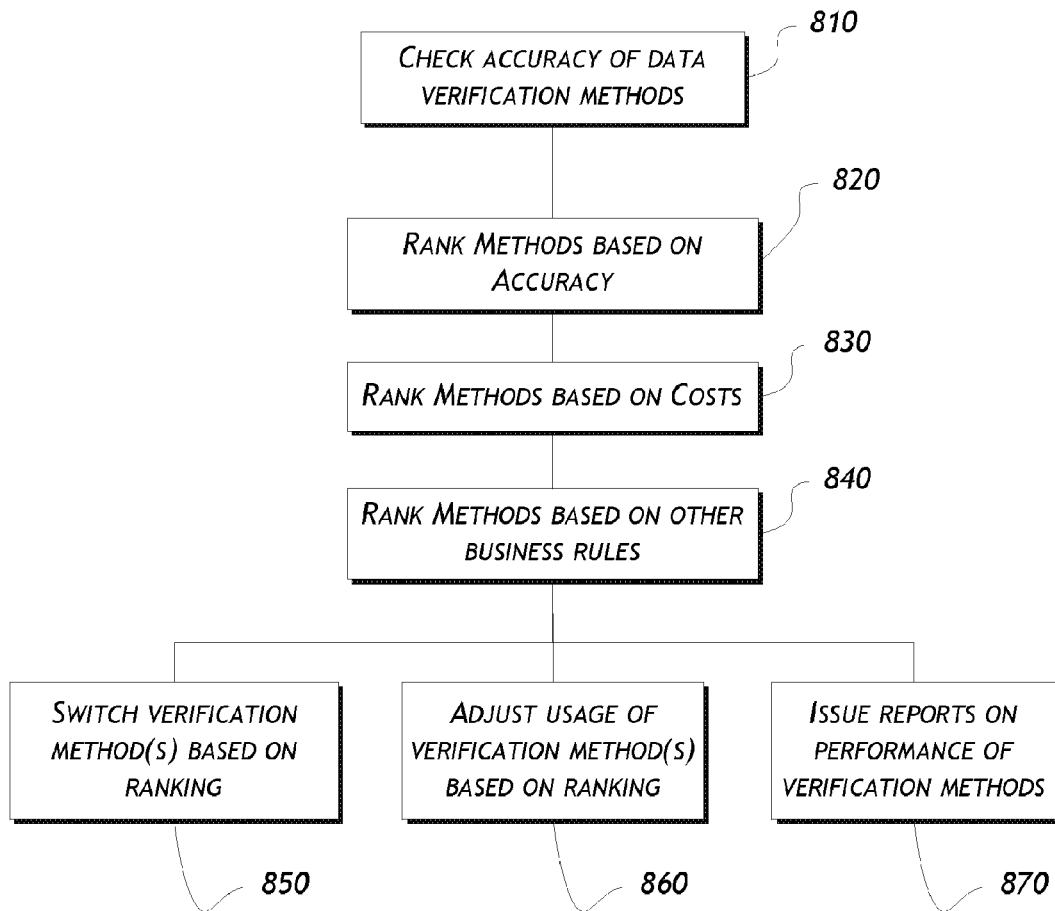 810
CHECK ACCURACY OF DATA
VERIFICATION METHODS
820
RANK METHODS BASED ON
ACCURACY
830
RANK METHODS BASED ON COSTS
840
RANK METHODS BASED ON OTHER
BUSINESS RULES
SWITCH VERIFICATION
METHOD(S) BASED ON
RANKING
ADJUST USAGE OF
VERIFICATION METHOD(S)
BASED ON RANKING
ISSUE REPORTS ON
PERFORMANCE OF
VERIFICATION METHODS
850
860
870